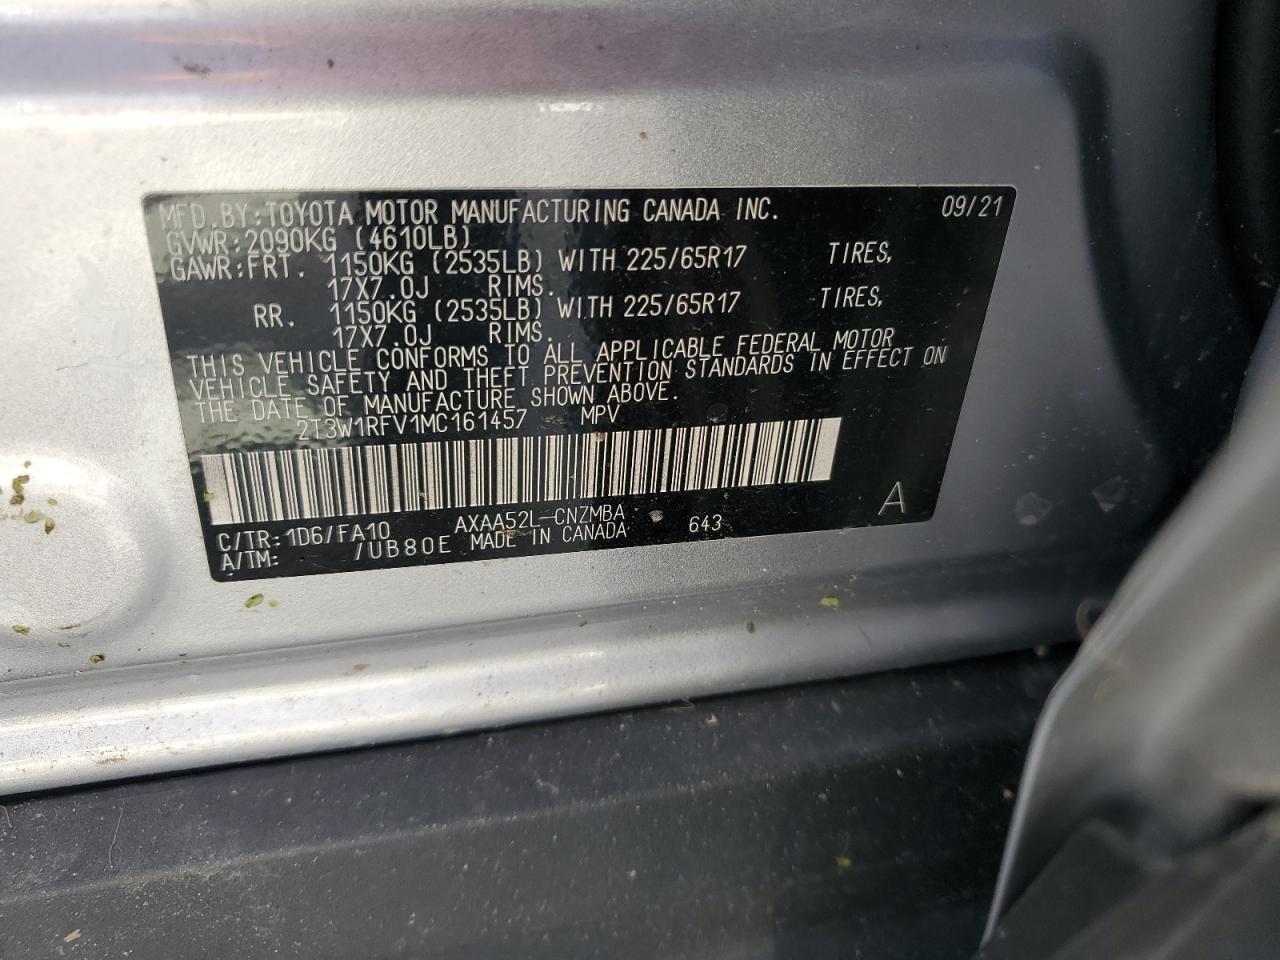 MFD.BY:TOYOTA MOTOR MANUFACTURING CANADA INC. 09/21
GVWR:2090KG (4610LB)
GAWR:FRT. 1150KG (2535LB) WITH 225/65R17 TIRES,
17X7.0J RIMS.
RR. 1150KG (2535LB) WITH 225/65R17 TIRES,
17X7.0J RIMS.
THIS VEHICLE CONFORMS TO ALL APPLICABLE FEDERAL MOTOR
VEHICLE SAFETY AND THEFT PREVENTION STANDARDS IN EFFECT ON
THE DATE OF MANUFACTURE SHOWN ABOVE.
2T3W1RFV1MC161457 MPV
C/TR:1D6/FA10 AXAA52L-CNZMBA 643 A
A/TM: /UB80E MADE IN CANADA